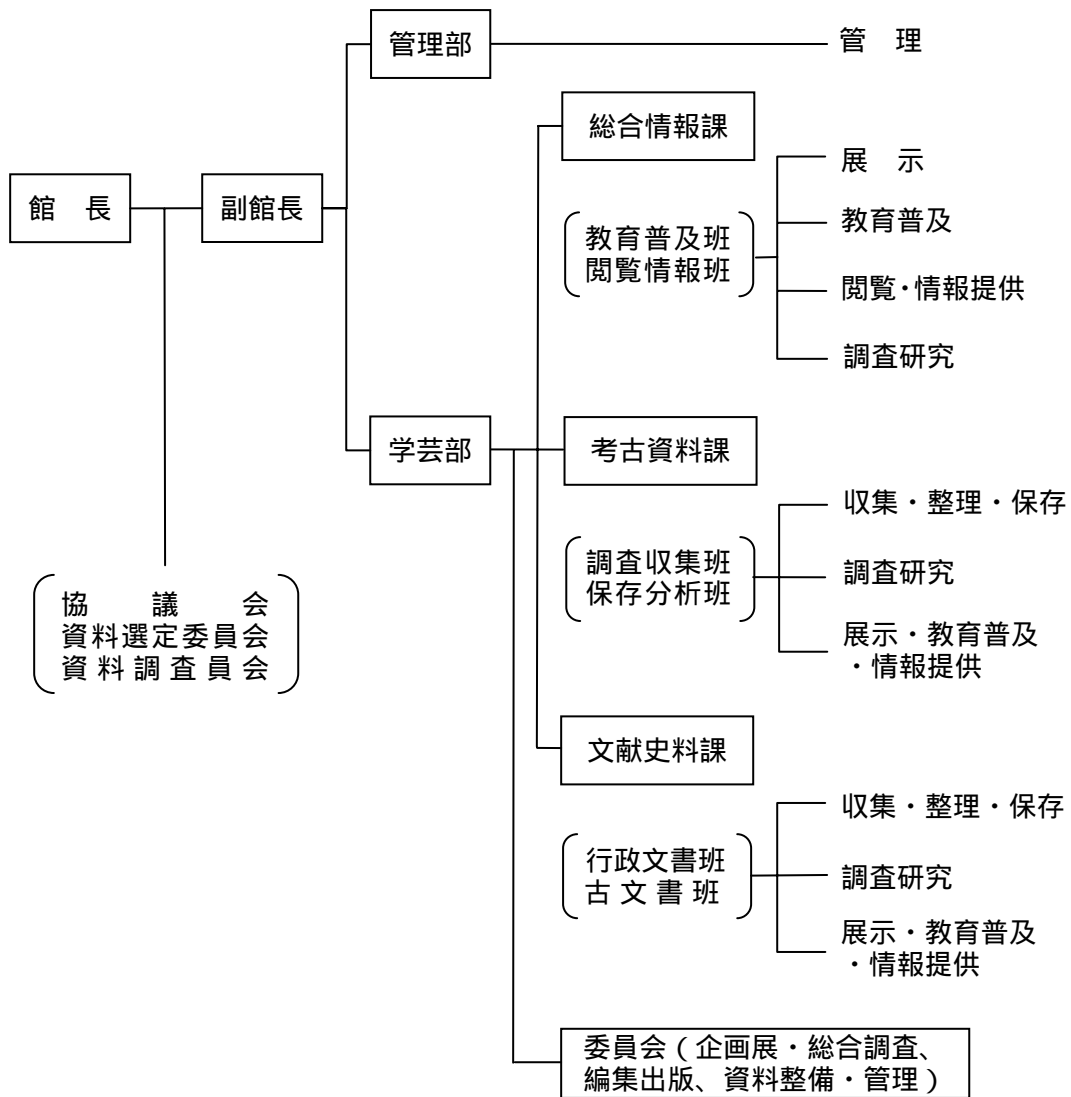 管理部
管　理
総合情報課
展　示
館　長
副館長
教育普及班
閲覧情報班
教育普及
閲覧・情報提供
調査研究
学芸部
考古資料課
収集・整理・保存
調査収集班
保存分析班
調査研究
展示・教育普及
・情報提供
協　議　会
資料選定委員会
資料調査員会
文献史料課
収集・整理・保存
行政文書班
古文書班
調査研究
展示・教育普及
・情報提供
委員会（企画展・総合調査、
編集出版、資料整備・管理）